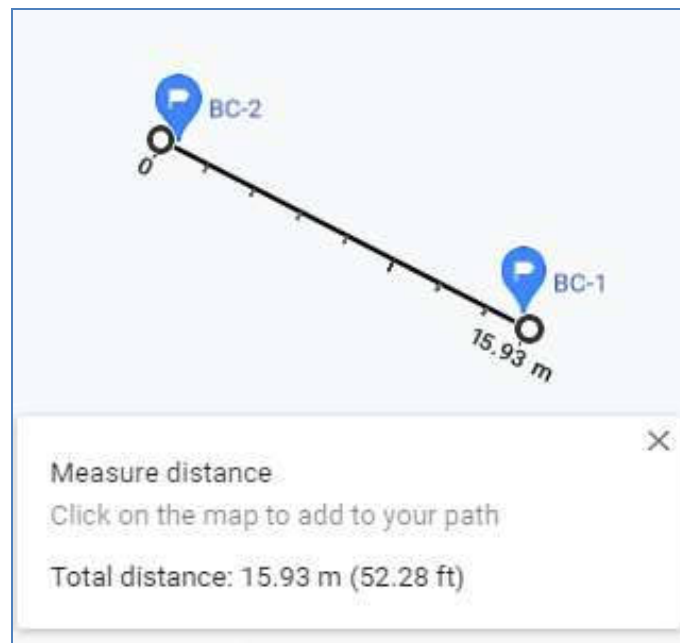 BC-2
0
BC-1
15.93 m
Measure distance
Click on the map to add to your path
Total distance: 15.93 m (52.28 ft)